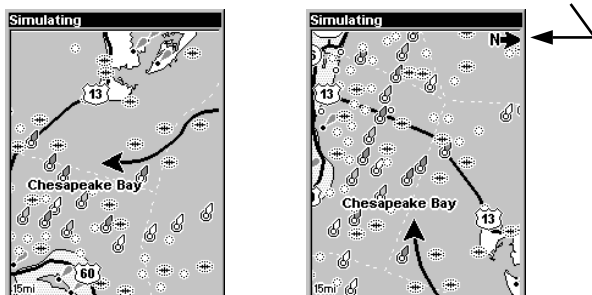 Simulating
13
Chesapeake Bay
60
15mi
Simulating
N
13
Chesapeake Bay
13
15mi